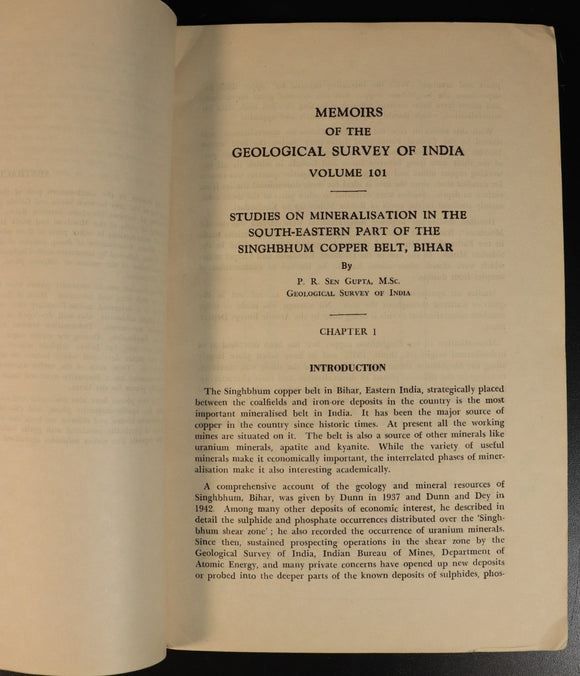 MEMOIRS
OF THE
GEOLOGICAL SURVEY OF INDIA
VOLUME 101
STUDIES ON MINERALISATION IN THE
SOUTH-EASTERN PART OF THE
SINGHBHUM COPPER BELT, BIHAR
By
P. R. Sen Gupta, M.Sc.
Geological Survey of India
CHAPTER 1
INTRODUCTION
The Singhbhum copper belt in Bihar, Eastern India, strategically placed
between the coalfields and iron-ore deposits in the country is the most
important mineralised belt in India. It has been the major source of
copper in the country since historic times. At present all the working
mines are situated on it. The belt is also a source of other minerals like
uranium minerals, apatite and kyanite. While the variety of useful
minerals make it economically important, the interrelated phases of miner-
alisation make it also interesting academically.
A comprehensive account of the geology and mineral resources of
Singhbhum, Bihar, was given by Dunn in 1937 and Dunn and Dey in
1942. Among many other deposits of economic interest, he described in
detail the sulphide and phosphate occurrences distributed over the 'Singh-
bhum shear zone' ; he also recorded the occurrence of uranium minerals.
Since then, sustained prospecting operations in the shear zone by the
Geological Survey of India, Indian Bureau of Mines, Department of
Atomic Energy, and many private concerns have opened up new deposits
or probed into the deeper parts of the known deposits of sulphides, phos-